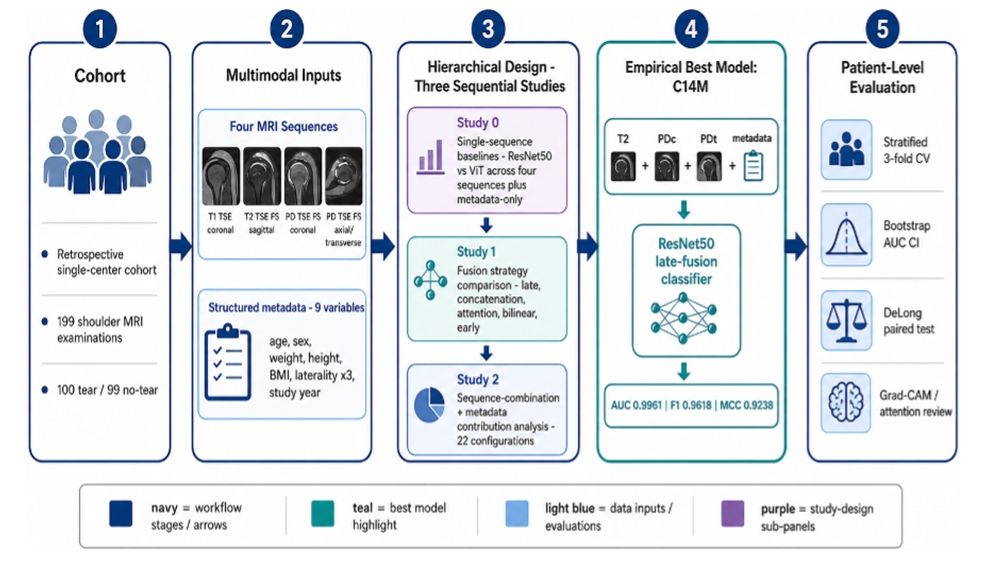 1
Cohort
Retrospective
single-center cohort
199 shoulder MRI
examinations
100 tear / 99 no-tear
2
Multimodal Inputs
Four MRI Sequences
T1 TSE
coronal
T2 TSE FS
sagittal
PD TSE FS
coronal
PD TSE FS
axial/
transverse
Structured metadata - 9 variables
age, sex,
weight, height,
BMI, laterality x3,
study year
3
Hierarchical Design -
Three Sequential Studies
Study 0
Single-sequence
baselines - ResNet50
vs ViT across four
sequences plus
metadata-only
Study 1
Fusion strategy
comparison - late,
concatenation,
attention, bilinear,
early
Study 2
Sequence-combination
+ metadata
contribution analysis -
22 configurations
4
Empirical Best Model:
C14M
T2 PDc PDt metadata
+ + +
ResNet50
late-fusion
classifier
AUC 0.9961 | F1 0.9618 | MCC 0.9238
5
Patient-Level
Evaluation
Stratified
3-fold CV
Bootstrap
AUC CI
DeLong
paired test
Grad-CAM /
attention review
navy = workflow
stages / arrows
teal = best model
highlight
light blue = data inputs /
evaluations
purple = study-design
sub-panels